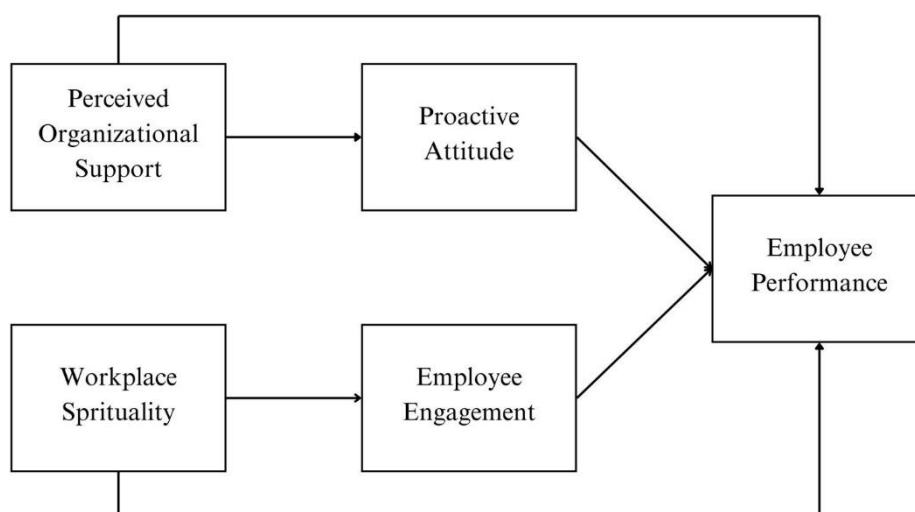 Perceived
Organizational
Support
Proactive
Attitude
Employee
Performance
Workplace
Sprituality
Employee
Engagement